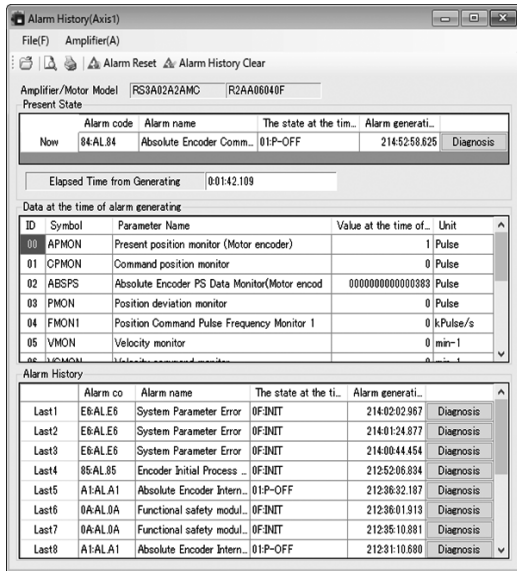 Alarm History(Axis1)
File(F) Amplifier(A)
Alarm Reset Alarm History Clear
Amplifier/Motor Model RS3A02A2AMC R2AA06040F
Present State
Alarm code Alarm name The state at the tim... Alarm generati...
Now 84:AL.84 Absolute Encoder Comm... 01:P-OFF 214:52:58.625 Diagnosis
Elapsed Time from Generating 0:01:42.109
Data at the time of alarm generating
ID Symbol Parameter Name Value at the time of... Unit
00 APMON Present position monitor (Motor encoder) 1 Pulse
01 CPMON Command position monitor 0 Pulse
02 ABSPS Absolute Encoder PS Data Monitor(Motor encod 0000000000000383 Pulse
03 PMON Position deviation monitor 0 Pulse
04 FMON1 Position Command Pulse Frequency Monitor 1 0 kPulse/s
05 VMON Velocity monitor 0 min-1
Alarm History
Alarm co Alarm name The state at the ti... Alarm generati...
Last1 E6:AL.E6 System Parameter Error 0F:INIT 214:02:02.967 Diagnosis
Last2 E6:AL.E6 System Parameter Error 0F:INIT 214:01:24.877 Diagnosis
Last3 E6:AL.E6 System Parameter Error 0F:INIT 214:00:44.454 Diagnosis
Last4 85:AL.85 Encoder Initial Process ... 0F:INIT 212:52:06.834 Diagnosis
Last5 A1:AL.A1 Absolute Encoder Intern... 01:P-OFF 212:36:32.187 Diagnosis
Last6 0A:AL.0A Functional safety modul... 0F:INIT 212:36:01.913 Diagnosis
Last7 0A:AL.0A Functional safety modul... 0F:INIT 212:35:10.881 Diagnosis
Last8 A1:AL.A1 Absolute Encoder Intern... 01:P-OFF 212:31:10.680 Diagnosis